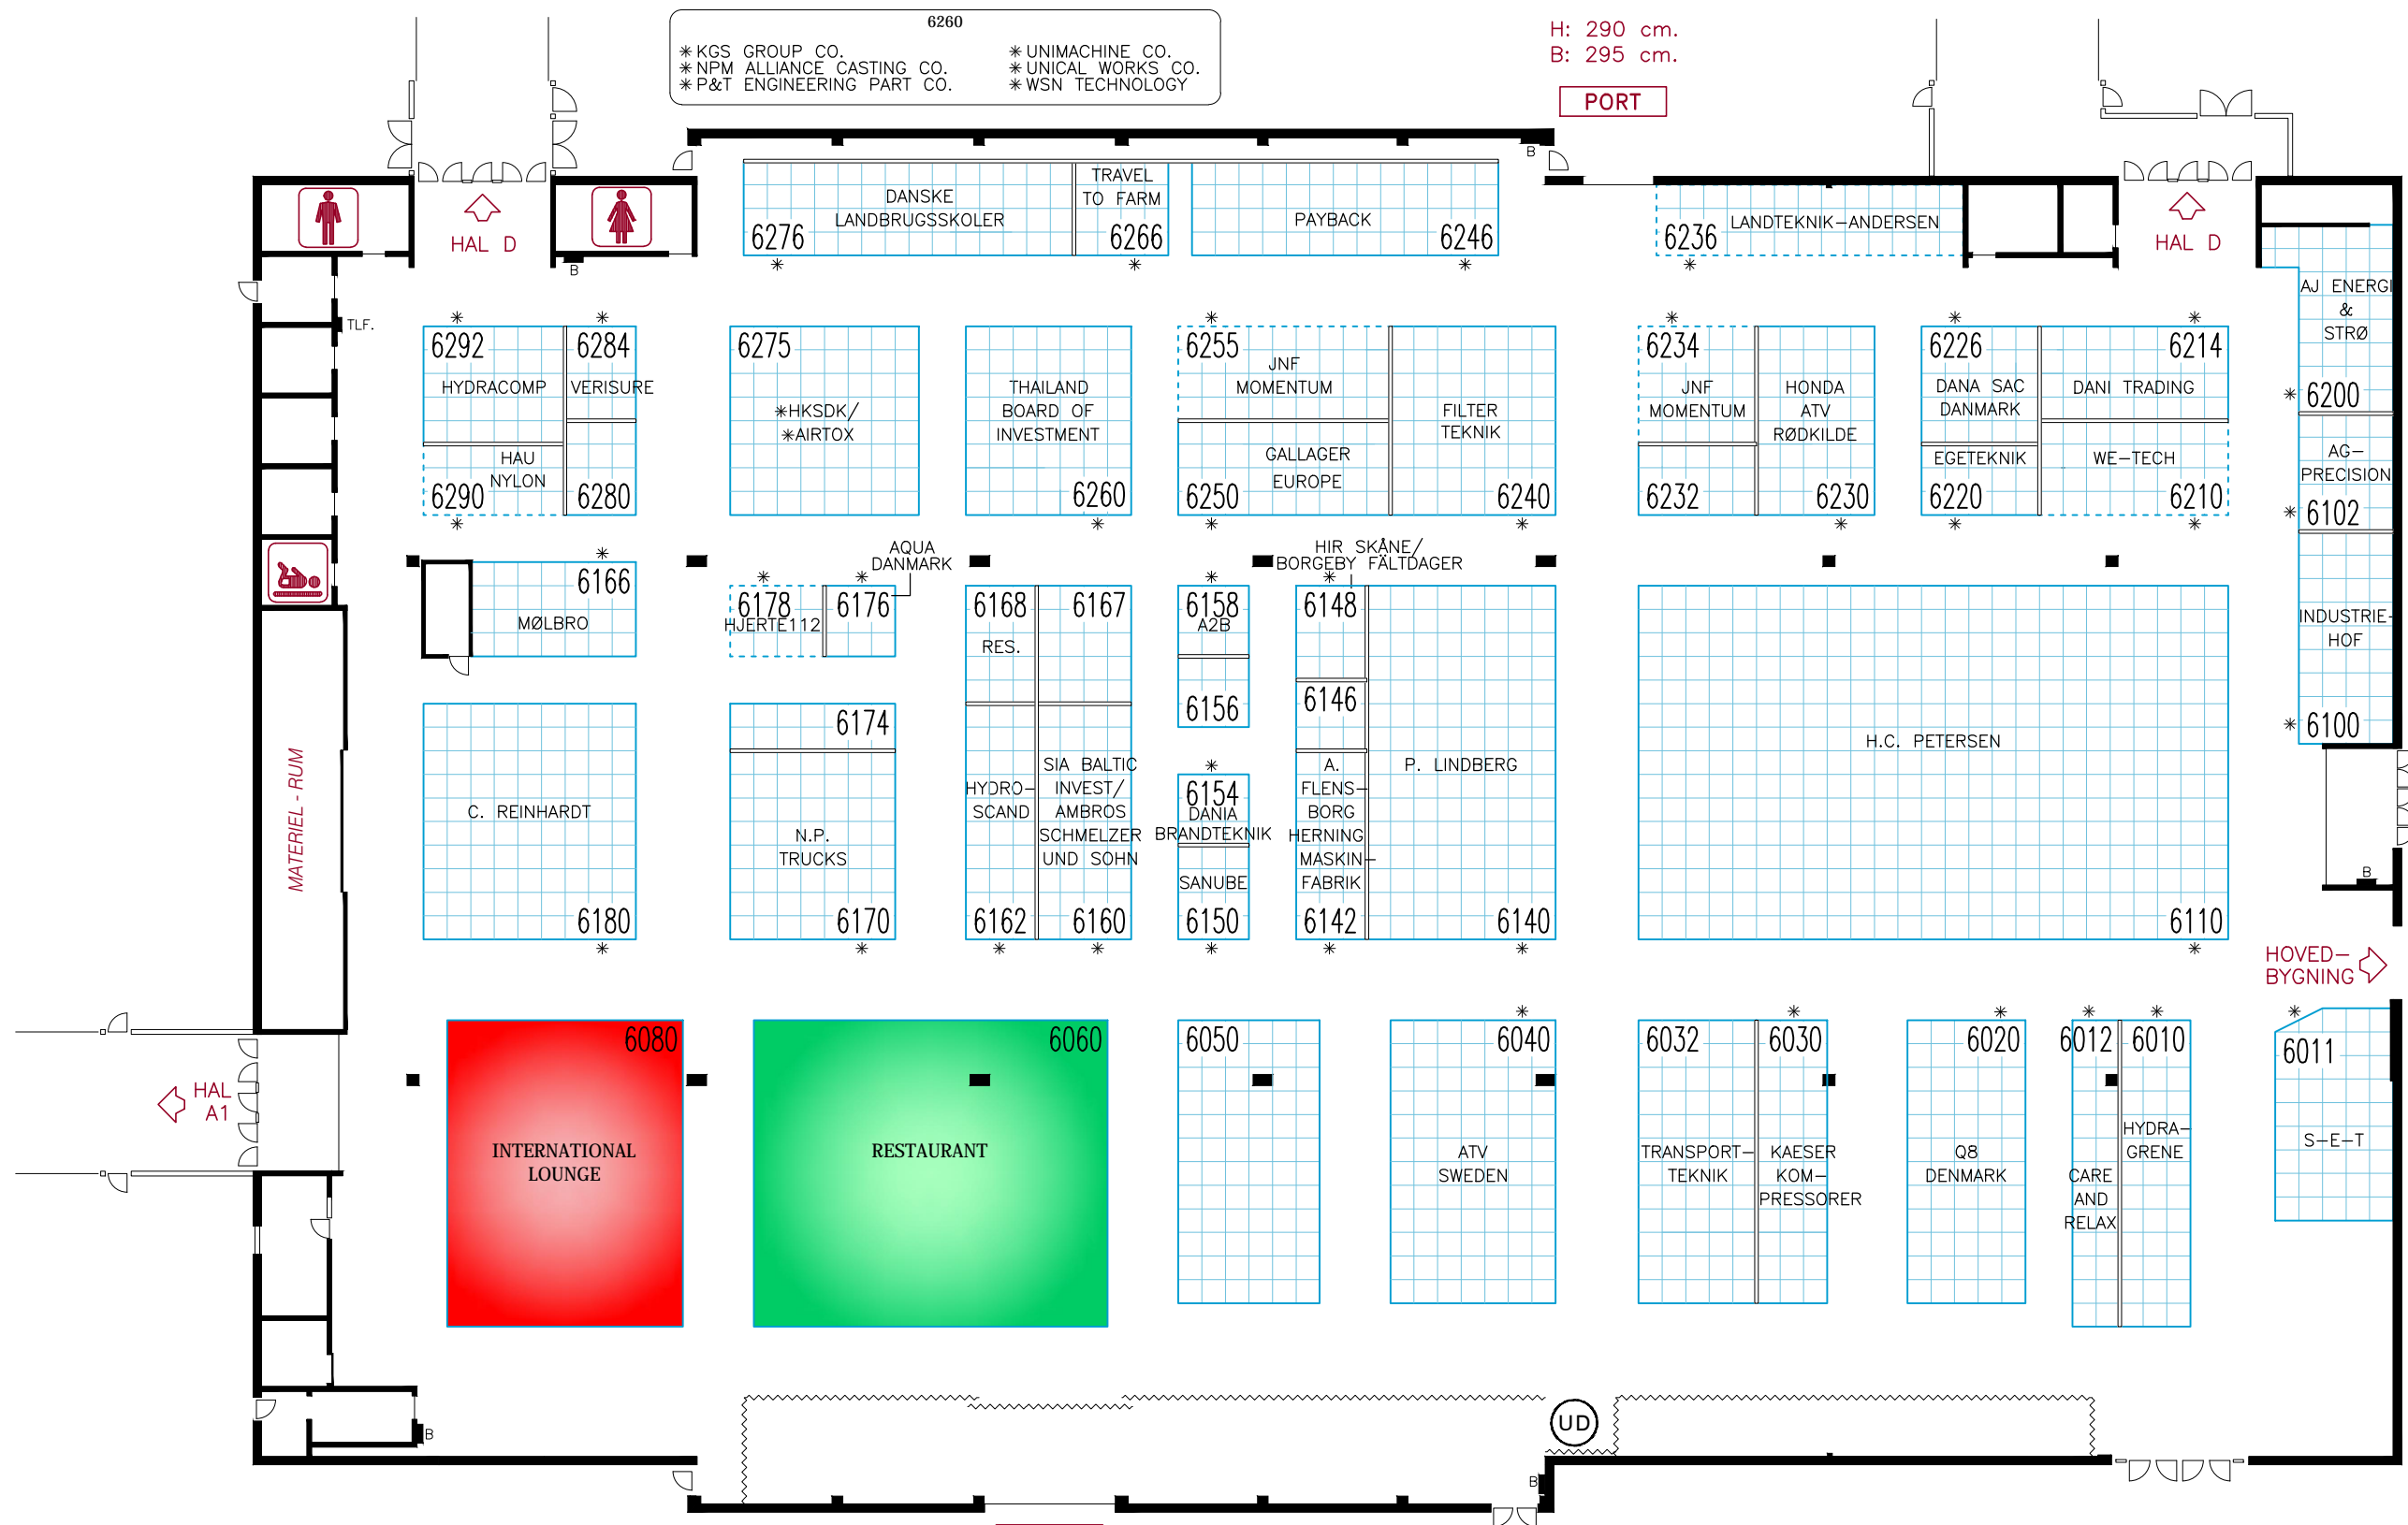 6260
*KGS GROUP CO.
*NPM ALLIANCE CASTING CO.
*P&T ENGINEERING PART CO.
*UNIMACHINE CO.
*UNICAL WORKS CO.
*WSN TECHNOLOGY
H: 290 cm.
B: 295 cm.
PORT
HAL D
B
DANSKE
LANDBRUGSSKOLER
6276
*
TRAVEL
TO FARM
6266
*
PAYBACK
6246
*
B
6236
LANDTEKNIK-ANDERSEN
*
HAL D
AJ ENERGI
&
STRØ
* 6200
TLF.
*
6292
HYDRACOMP
*
6284
VERISURE
HAU
NYLON
6290
*
6280
6275
*HKSDK/
*AIRTOX
THAILAND
BOARD OF
INVESTMENT
6260
*
*
6255
JNF
MOMENTUM
GALLAGER
EUROPE
6250
*
FILTER
TEKNIK
6240
*
*
6234
JNF
MOMENTUM
6232
HONDA
ATV
RØDKILDE
6230
*
*
6226
DANA SAC
DANMARK
EGETEKNIK
6220
*
*
6214
DANI TRADING
WE-TECH
6210
*
AG-
PRECISION
* 6102
INDUSTRIE-
HOF
* 6100
*
6166
MØLBRO
*
6178
HJERTE112
*
6176
AQUA
DANMARK
6168
RES.
6167
*
6158
A2B
6156
HIR SKÅNE/
BORGEBY FÄLTDAGER
*
6148
6146
MATERIEL - RUM
C. REINHARDT
6180
*
6174
N.P.
TRUCKS
6170
*
HYDRO-
SCAND
6162
*
SIA BALTIC
INVEST/
AMBROS
SCHMELZER
UND SOHN
6160
*
*
6154
DANIA
BRANDTEKNIK
SANUBE
6150
*
A.
FLENS-
BORG
HERNING
MASKIN-
FABRIK
6142
*
P. LINDBERG
6140
*
H.C. PETERSEN
6110
*
B
HOVED-
BYGNING
HAL
A1
6080
INTERNATIONAL
LOUNGE
6060
RESTAURANT
6050
*
6040
ATV
SWEDEN
6032
TRANSPORT-
TEKNIK
*
6030
KAESER
KOM-
PRESSORER
*
6020
Q8
DENMARK
*
6012
CARE
AND
RELAX
*
6010
HYDRA-
GRENE
*
6011
S-E-T
B
UD
B